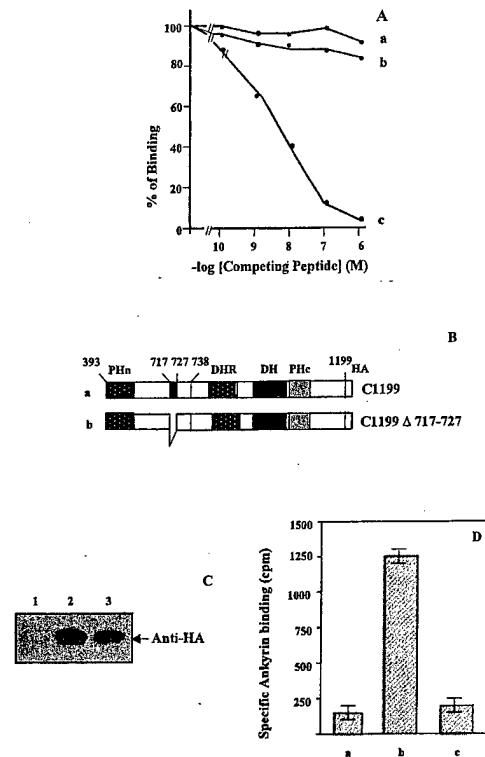 A
100
80
60
40
20
0
% of Binding
a
b
c
10 9 8 7 6
-log [Competing Peptide] (M)
B
393 PHn 717 727 738 DHR DH PHc 1199 HA
a C1199
b C1199 Δ 717-727
C
1 2 3
Anti-HA
D
1500
1250
1000
750
500
250
Specific Ankyrin binding (cpm)
a b c